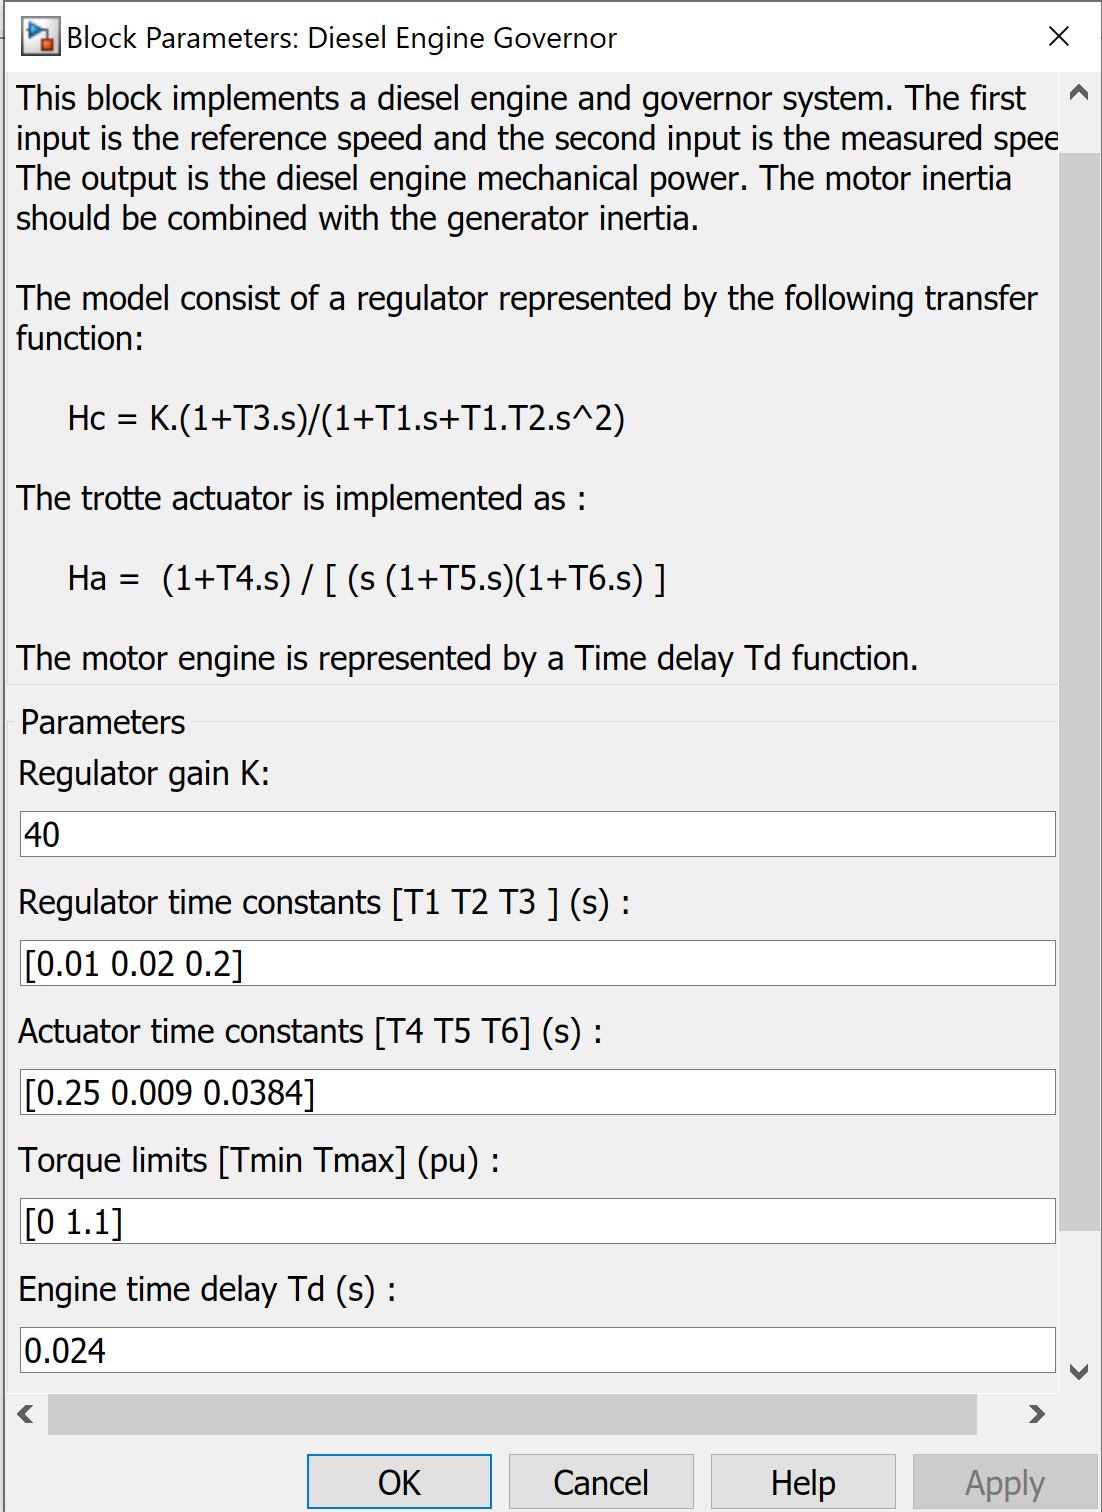 Block Parameters: Diesel Engine Governor
This block implements a diesel engine and governor system. The first
input is the reference speed and the second input is the measured spee
The output is the diesel engine mechanical power. The motor inertia
should be combined with the generator inertia.
The model consist of a regulator represented by the following transfer
function:
Hc = K.(1+T3.s)/(1+T1.s+T1.T2.s^2)
The trotte actuator is implemented as :
Ha =  (1+T4.s) / [ (s (1+T5.s)(1+T6.s) ]
The motor engine is represented by a Time delay Td function.
Parameters
Regulator gain K:
40
Regulator time constants [T1 T2 T3 ] (s) :
[0.01 0.02 0.2]
Actuator time constants [T4 T5 T6] (s) :
[0.25 0.009 0.0384]
Torque limits [Tmin Tmax] (pu) :
[0 1.1]
Engine time delay Td (s) :
0.024
OK Cancel Help Apply